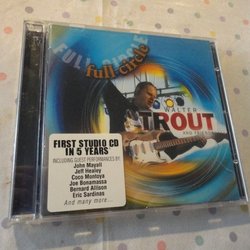 FULL CIRCLE
full circle
WALTER
TROUT
AND FRIENDS
FIRST STUDIO CD
IN 5 YEARS
INCLUDING GUEST PERFORMANCES BY:
John Mayall
Jeff Healey
Coco Montoya
Joe Bonamassa
Bernard Allison
Eric Sardinas
And many more...